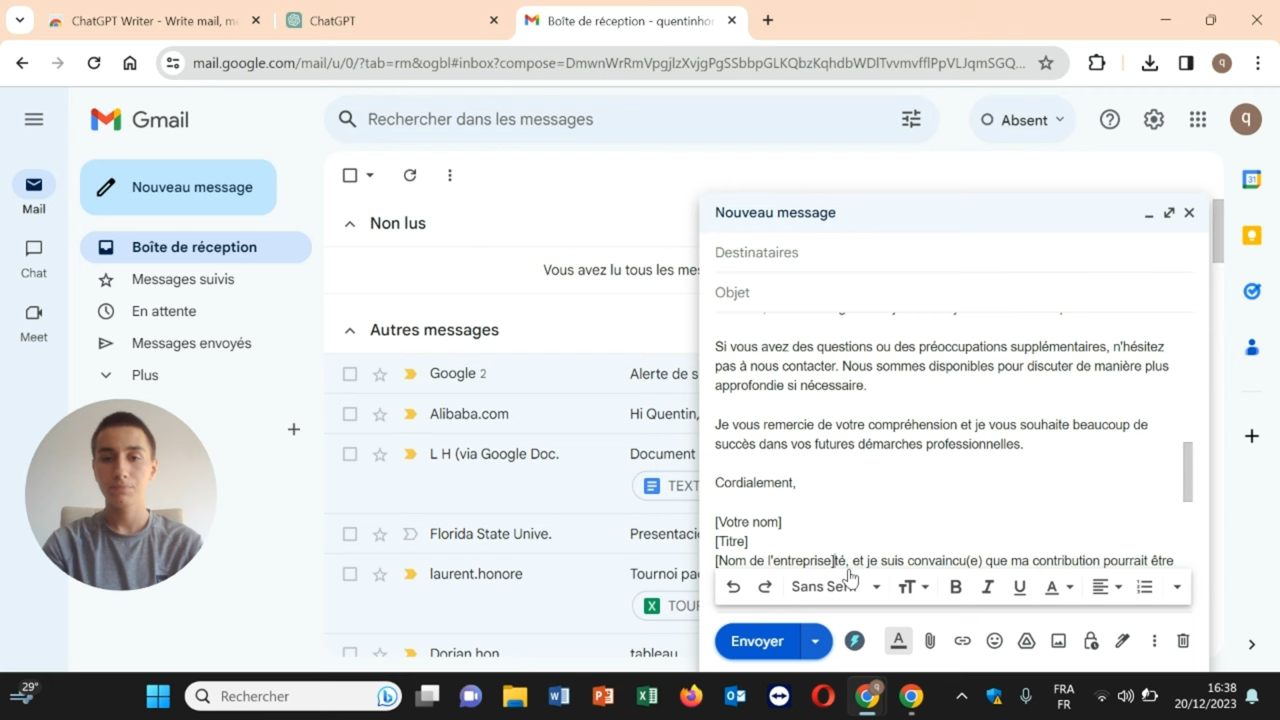 ChatGPT Writer - Write mail, m
ChatGPT
Boîte de réception - quentinhor
mail.google.com/mail/u/0/?tab=rm&ogbl#inbox?compose=DmwnWrRmVpgjlzXvjgPgSSbbpGLKQbzKqhdbWDlTvvmvfflPpVLJqmSGQ...
q
Gmail
Rechercher dans les messages
Absent
q
Mail
Chat
Meet
Nouveau message
Boîte de réception
Messages suivis
En attente
Messages envoyés
Plus
Non lus
Vous avez lu tous les mes
Autres messages
Google 2
Alerte de s
Alibaba.com
Hi Quentin,
L H (via Google Doc.
Document
TEXT
Florida State Unive.
Presentacio
laurent.honore
Tournoi pa
TOUR
Dorian hon
tableau
Nouveau message
Destinataires
Objet
Si vous avez des questions ou des préoccupations supplémentaires, n'hésitez
pas à nous contacter. Nous sommes disponibles pour discuter de manière plus
approfondie si nécessaire.
Je vous remercie de votre compréhension et je vous souhaite beaucoup de
succès dans vos futures démarches professionnelles.
Cordialement,
[Votre nom]
[Titre]
[Nom de l'entreprise]té, et je suis convaincu(e) que ma contribution pourrait être
Sans Seri
Envoyer
29°
Rechercher
FRA
FR
16:38
20/12/2023